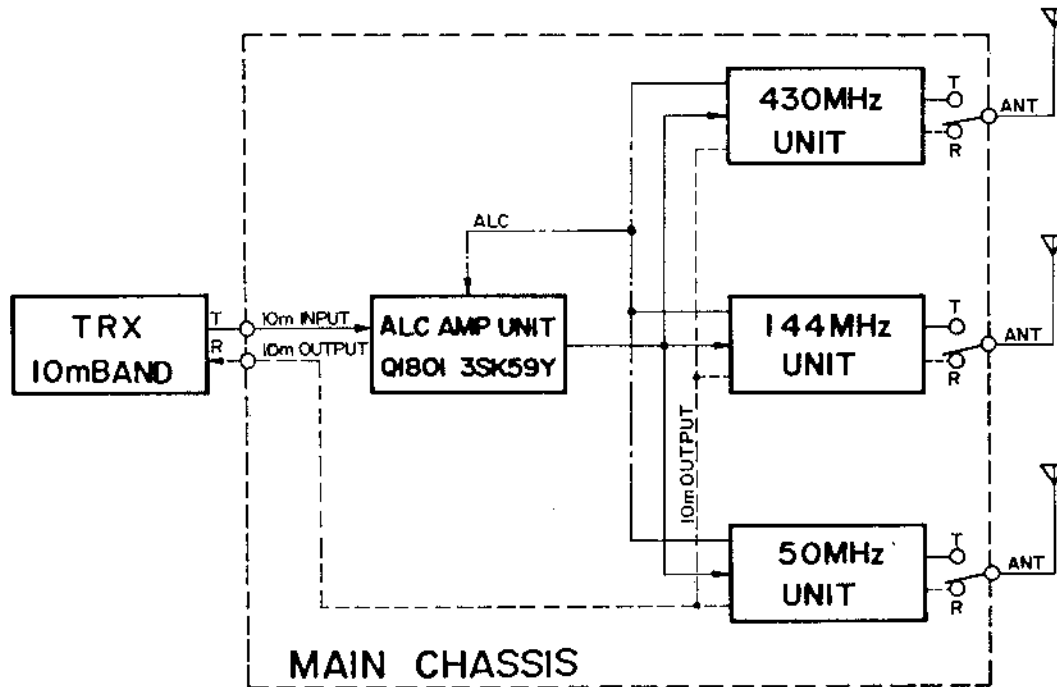 430MHz
UNIT
T
R
ANT
ALC
TRX
10mBAND
T
R
10m INPUT
10m OUTPUT
ALC AMP UNIT
Q1801 3SK59Y
144MHz
UNIT
T
R
ANT
10m OUTPUT
50MHz
UNIT
T
R
ANT
MAIN CHASSIS